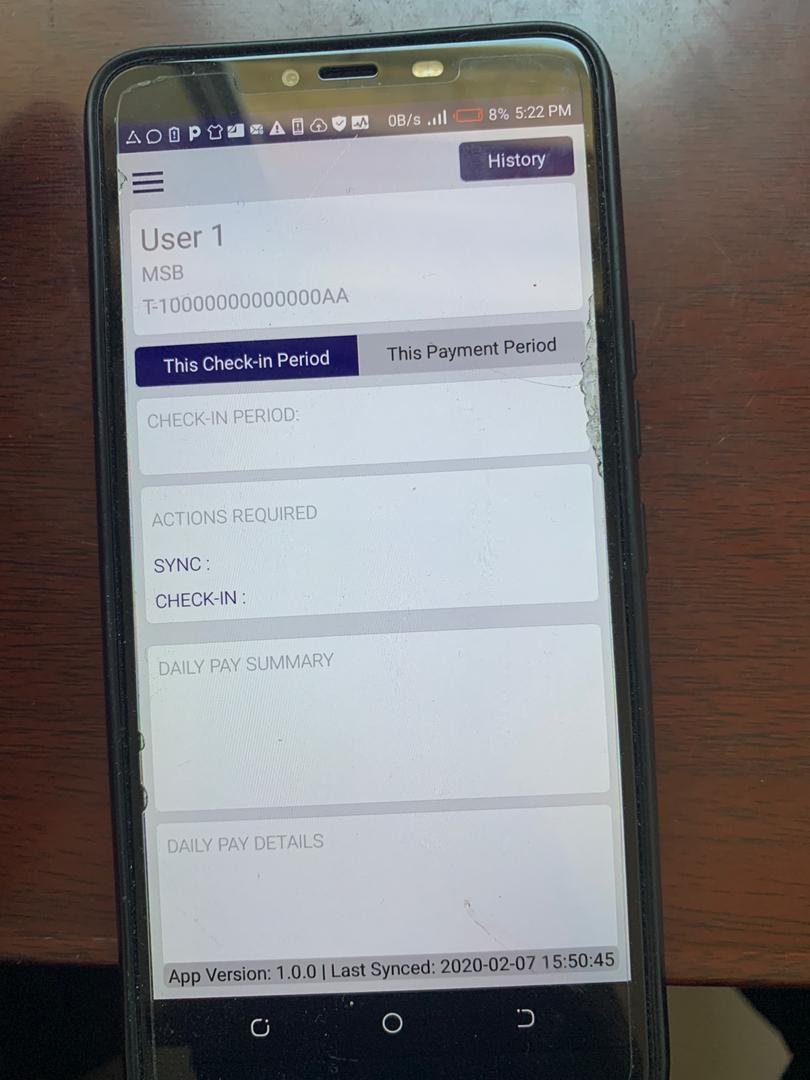 0B/s 8% 5:22 PM
History
User 1
MSB
T-10000000000000AA
This Check-in Period This Payment Period
CHECK-IN PERIOD:
ACTIONS REQUIRED
SYNC :
CHECK-IN :
DAILY PAY SUMMARY
DAILY PAY DETAILS
App Version: 1.0.0 | Last Synced: 2020-02-07 15:50:45